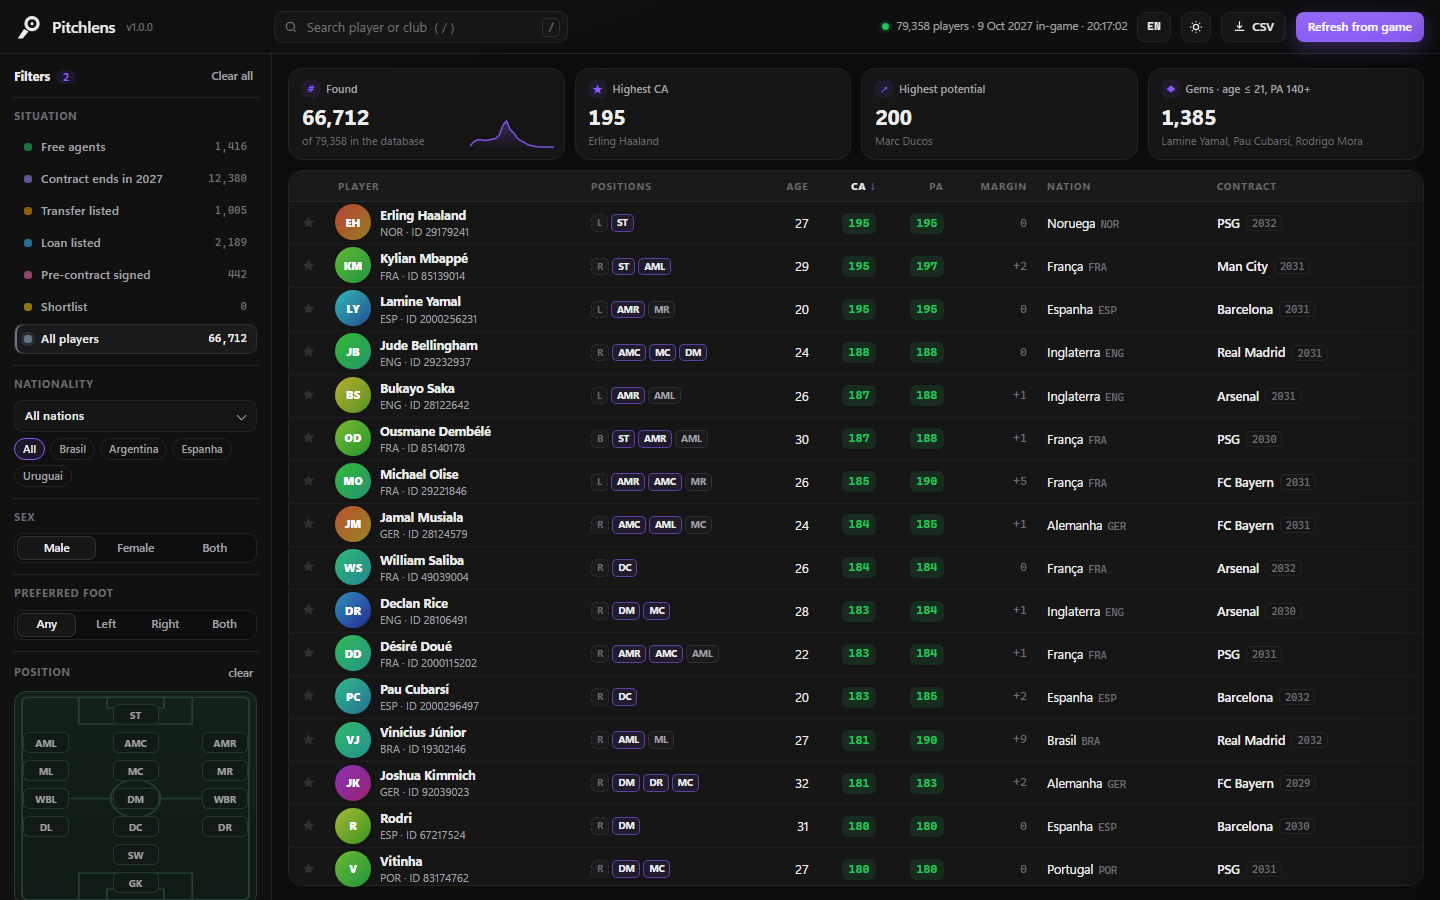 Pitchlens v1.0.0
Search player or club ( / ) /
79,358 players · 9 Oct 2027 in-game · 20:17:02
EN
CSV
Refresh from game
Filters 2 Clear all
SITUATION
Free agents 1,416
Contract ends in 2027 12,380
Transfer listed 1,005
Loan listed 2,189
Pre-contract signed 442
Shortlist 0
All players 66,712
NATIONALITY
All nations
All Brasil Argentina Espanha
Uruguai
SEX
Male Female Both
PREFERRED FOOT
Any Left Right Both
POSITION clear
ST
AML AMC AMR
ML MC MR
WBL DM WBR
DL DC DR
SW
GK
# Found
66,712
of 79,358 in the database
Highest CA
195
Erling Haaland
Highest potential
200
Marc Ducos
Gems · age ≤ 21, PA 140+
1,385
Lamine Yamal, Pau Cubarsí, Rodrigo Mora
PLAYER POSITIONS AGE CA ↓ PA MARGIN NATION CONTRACT
EH Erling Haaland L ST 27 195 195 0 Noruega NOR PSG 2032
NOR · ID 29179241
KM Kylian Mbappé R ST AML 29 195 197 +2 França FRA Man City 2031
FRA · ID 85139014
LY Lamine Yamal L AMR MR 20 195 195 +1 Espanha ESP Barcelona 2031
ESP · ID 2000256231
JB Jude Bellingham R AMC MC DM 24 188 188 0 Inglaterra ENG Real Madrid 2031
ENG · ID 29232937
BS Bukayo Saka L AMR AML 26 187 188 +1 Inglaterra ENG Arsenal 2031
ENG · ID 28122642
OD Ousmane Dembélé B ST AMR AML 30 187 188 +1 França FRA PSG 2030
FRA · ID 85140178
MO Michael Olise L AMR AMC MR 26 185 190 +5 França FRA FC Bayern 2031
FRA · ID 29221846
JM Jamal Musiala R AMC AML MC 24 184 185 +1 Alemanha GER FC Bayern 2031
GER · ID 28124579
WS William Saliba R DC 26 184 184 0 França FRA Arsenal 2032
FRA · ID 49039004
DR Declan Rice R DM MC 28 183 184 +1 Inglaterra ENG Arsenal 2030
ENG · ID 28106491
DD Désiré Doué R AMR AMC AML 22 183 184 +1 França FRA PSG 2031
FRA · ID 2000115202
PC Pau Cubarsí R DC 20 183 185 +2 Espanha ESP Barcelona 2032
ESP · ID 2000296497
VJ Vinícius Júnior R AML ML 27 181 190 +9 Brasil BRA Real Madrid 2032
BRA · ID 19302146
JK Joshua Kimmich R DM DR MC 32 181 183 +2 Alemanha GER FC Bayern 2029
GER · ID 92039023
R Rodri R DM 31 180 180 0 Espanha ESP Barcelona 2030
ESP · ID 67217524
V Vitinha R DM MC 27 180 180 0 Portugal POR PSG 2031
POR · ID 83174762